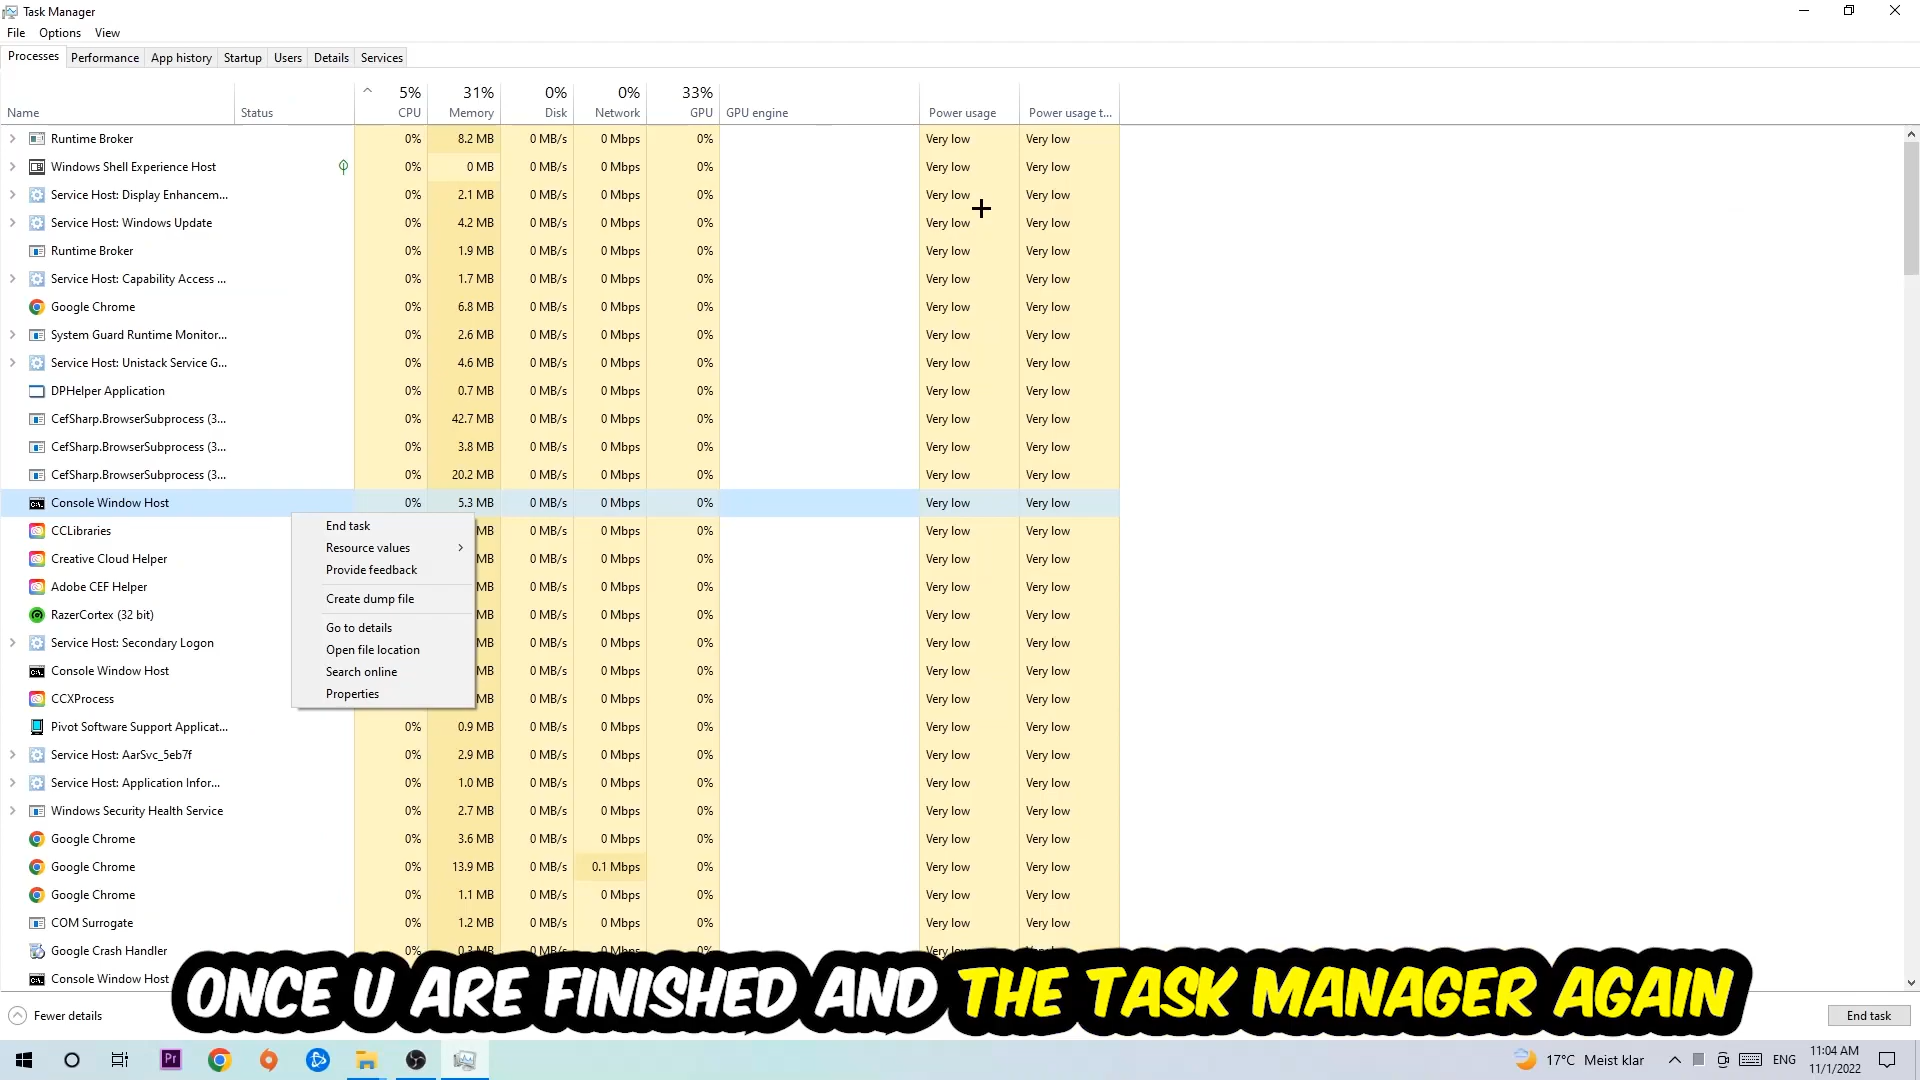 Task Manager
File Options View
Processes Performance App history Startup Users Details Services
5% 31% 0% 0% 33%
Name Status CPU Memory Disk Network GPU GPU engine Power usage Power usage t...
Runtime Broker 0% 8.2 MB 0 MB/s 0 Mbps 0% Very low Very low
Windows Shell Experience Host 0% 0 MB 0 MB/s 0 Mbps 0% Very low Very low
Service Host: Display Enhancem... 0% 2.1 MB 0 MB/s 0 Mbps 0% Very low Very low
Service Host: Windows Update 0% 4.2 MB 0 MB/s 0 Mbps 0% Very low Very low
Runtime Broker 0% 1.9 MB 0 MB/s 0 Mbps 0% Very low Very low
Service Host: Capability Access ... 0% 1.7 MB 0 MB/s 0 Mbps 0% Very low Very low
Google Chrome 0% 6.8 MB 0 MB/s 0 Mbps 0% Very low Very low
System Guard Runtime Monitor... 0% 2.6 MB 0 MB/s 0 Mbps 0% Very low Very low
Service Host: Unistack Service G... 0% 4.6 MB 0 MB/s 0 Mbps 0% Very low Very low
DPHelper Application 0% 0.7 MB 0 MB/s 0 Mbps 0% Very low Very low
CefSharp.BrowserSubprocess (3... 0% 42.7 MB 0 MB/s 0 Mbps 0% Very low Very low
CefSharp.BrowserSubprocess (3... 0% 3.8 MB 0 MB/s 0 Mbps 0% Very low Very low
CefSharp.BrowserSubprocess (3... 0% 20.2 MB 0 MB/s 0 Mbps 0% Very low Very low
Console Window Host 0% 5.3 MB 0 MB/s 0 Mbps 0% Very low Very low
End task
Resource values
Provide feedback
Create dump file
Go to details
Open file location
Search online
Properties
CCLibraries MB 0 MB/s 0 Mbps 0% Very low Very low
Creative Cloud Helper MB 0 MB/s 0 Mbps 0% Very low Very low
Adobe CEF Helper MB 0 MB/s 0 Mbps 0% Very low Very low
RazerCortex (32 bit) MB 0 MB/s 0 Mbps 0% Very low Very low
Service Host: Secondary Logon MB 0 MB/s 0 Mbps 0% Very low Very low
Console Window Host MB 0 MB/s 0 Mbps 0% Very low Very low
CCXProcess MB 0 MB/s 0 Mbps 0% Very low Very low
Pivot Software Support Applicat... 0% 0.9 MB 0 MB/s 0 Mbps 0% Very low Very low
Service Host: AarSvc_5eb7f 0% 2.9 MB 0 MB/s 0 Mbps 0% Very low Very low
Service Host: Application Infor... 0% 1.0 MB 0 MB/s 0 Mbps 0% Very low Very low
Windows Security Health Service 0% 2.7 MB 0 MB/s 0 Mbps 0% Very low Very low
Google Chrome 0% 3.6 MB 0 MB/s 0 Mbps 0% Very low Very low
Google Chrome 0% 13.9 MB 0 MB/s 0.1 Mbps 0% Very low Very low
Google Chrome 0% 1.1 MB 0 MB/s 0 Mbps 0% Very low Very low
COM Surrogate 0% 1.2 MB 0 MB/s 0 Mbps 0% Very low Very low
Google Crash Handler 0% 0.3 MB 0 MB/s 0 Mbps 0%
Console Window Host
ONCE U ARE FINISHED AND THE TASK MANAGER AGAIN
Fewer details End task
Pr 17°C Meist klar ENG 11:04 AM
11/1/2022